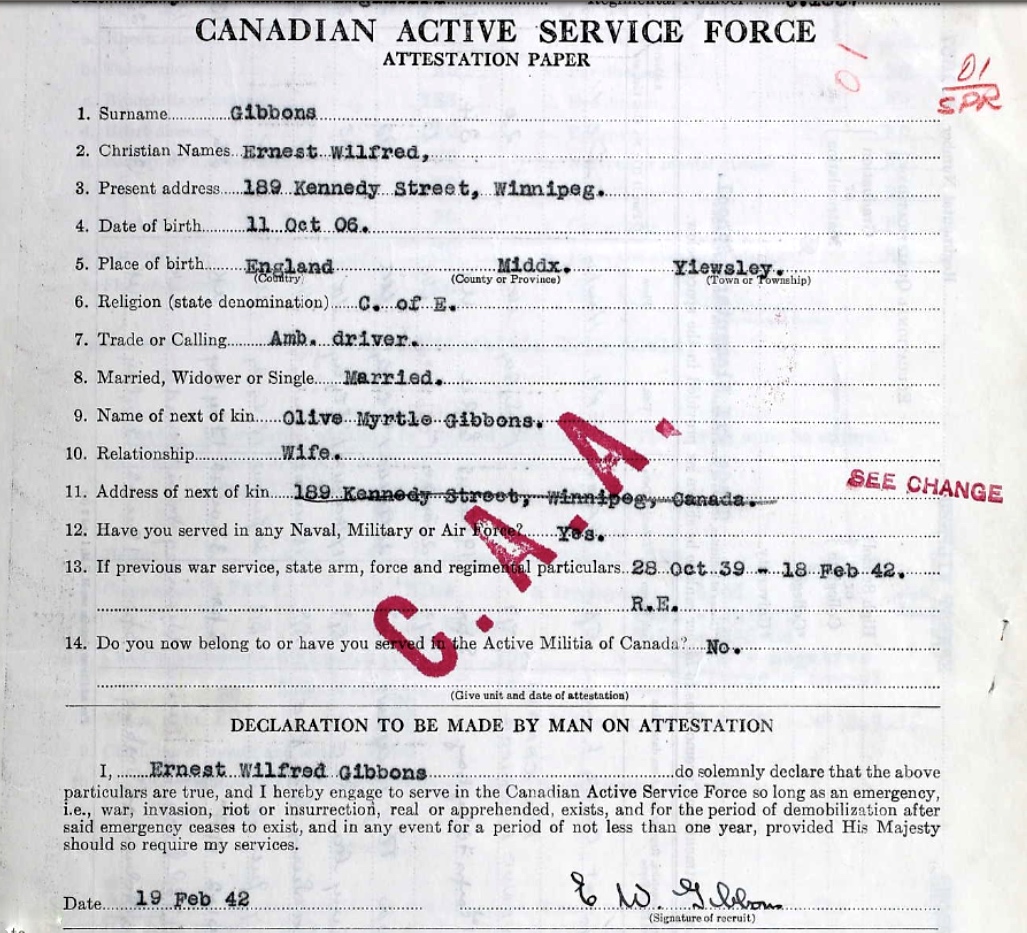 CANADIAN ACTIVE SERVICE FORCE
ATTESTATION PAPER
01
01
SPR
1. Surname Gibbons
2. Christian Names Ernest Wilfred,
3. Present address 189 Kennedy Street, Winnipeg.
4. Date of birth 11 Oct 06.
5. Place of birth England Middx. Yiewsley.
(Country) (County or Province) (Town or Township)
6. Religion (state denomination) C. of E.
7. Trade or Calling Amb. driver.
8. Married, Widower or Single Married.
9. Name of next of kin Olive Myrtle Gibbons.
10. Relationship Wife.
11. Address of next of kin 189 Kennedy Street, Winnipeg, Canada.
SEE CHANGE
12. Have you served in any Naval, Military or Air Force? Yes.
13. If previous war service, state arm, force and regimental particulars 28 Oct 39 - 18 Feb 42.
R.E.
C.A.A.
14. Do you now belong to or have you served in the Active Militia of Canada? No.
(Give unit and date of attestation)
DECLARATION TO BE MADE BY MAN ON ATTESTATION
I, Ernest Wilfred Gibbons do solemnly declare that the above
particulars are true, and I hereby engage to serve in the Canadian Active Service Force so long as an emergency,
i.e., war, invasion, riot or insurrection, real or apprehended, exists, and for the period of demobilization after
said emergency ceases to exist, and in any event for a period of not less than one year, provided His Majesty
should so require my services.
Date 19 Feb 42 E W Gibbons
(Signature of recruit)